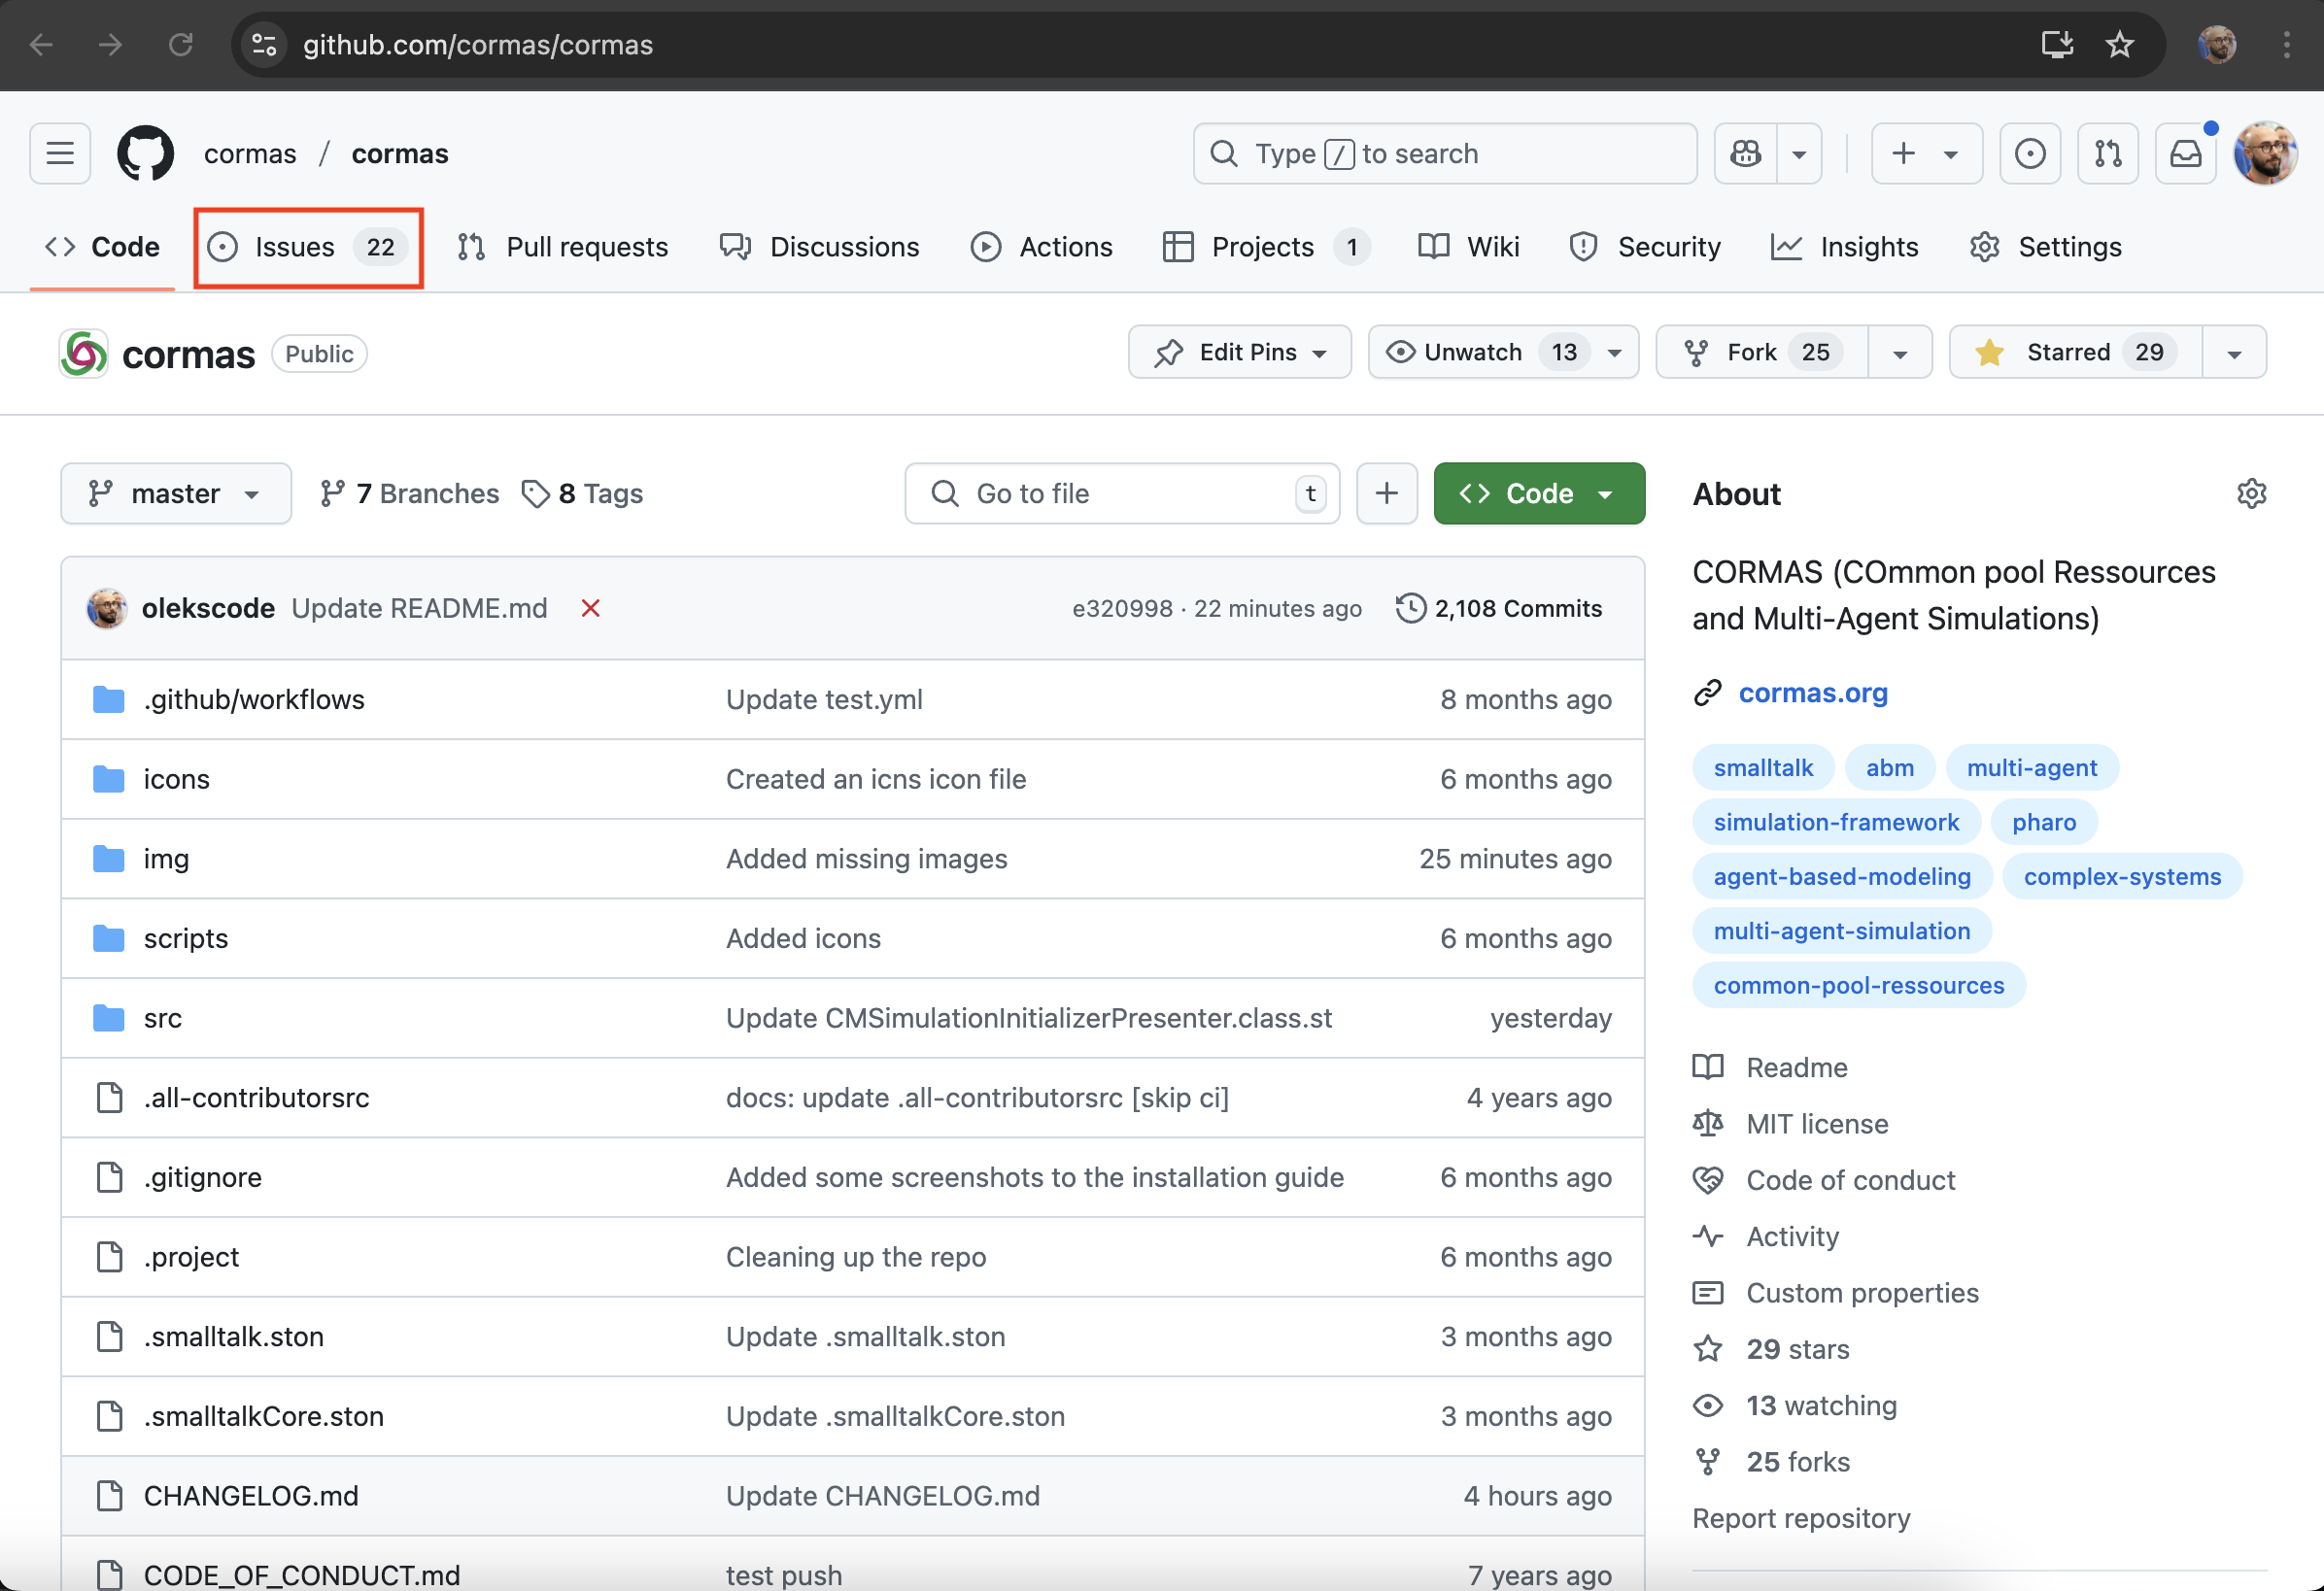 github.com/cormas/cormas
cormas / cormas
Type / to search
Code
Issues 22
Pull requests
Discussions
Actions
Projects 1
Wiki
Security
Insights
Settings
cormas Public
Edit Pins
Unwatch 13
Fork 25
Starred 29
master
7 Branches
8 Tags
Go to file t
Code
olekscode Update README.md e320998 · 22 minutes ago 2,108 Commits
.github/workflows Update test.yml 8 months ago
icons Created an icns icon file 6 months ago
img Added missing images 25 minutes ago
scripts Added icons 6 months ago
src Update CMSimulationInitializerPresenter.class.st yesterday
.all-contributorsrc docs: update .all-contributorsrc [skip ci] 4 years ago
.gitignore Added some screenshots to the installation guide 6 months ago
.project Cleaning up the repo 6 months ago
.smalltalk.ston Update .smalltalk.ston 3 months ago
.smalltalkCore.ston Update .smalltalkCore.ston 3 months ago
CHANGELOG.md Update CHANGELOG.md 4 hours ago
CODE_OF_CONDUCT.md test push 7 years ago
About
CORMAS (COmmon pool Ressources
and Multi-Agent Simulations)
cormas.org
smalltalk abm multi-agent
simulation-framework pharo
agent-based-modeling complex-systems
multi-agent-simulation
common-pool-ressources
Readme
MIT license
Code of conduct
Activity
Custom properties
29 stars
13 watching
25 forks
Report repository